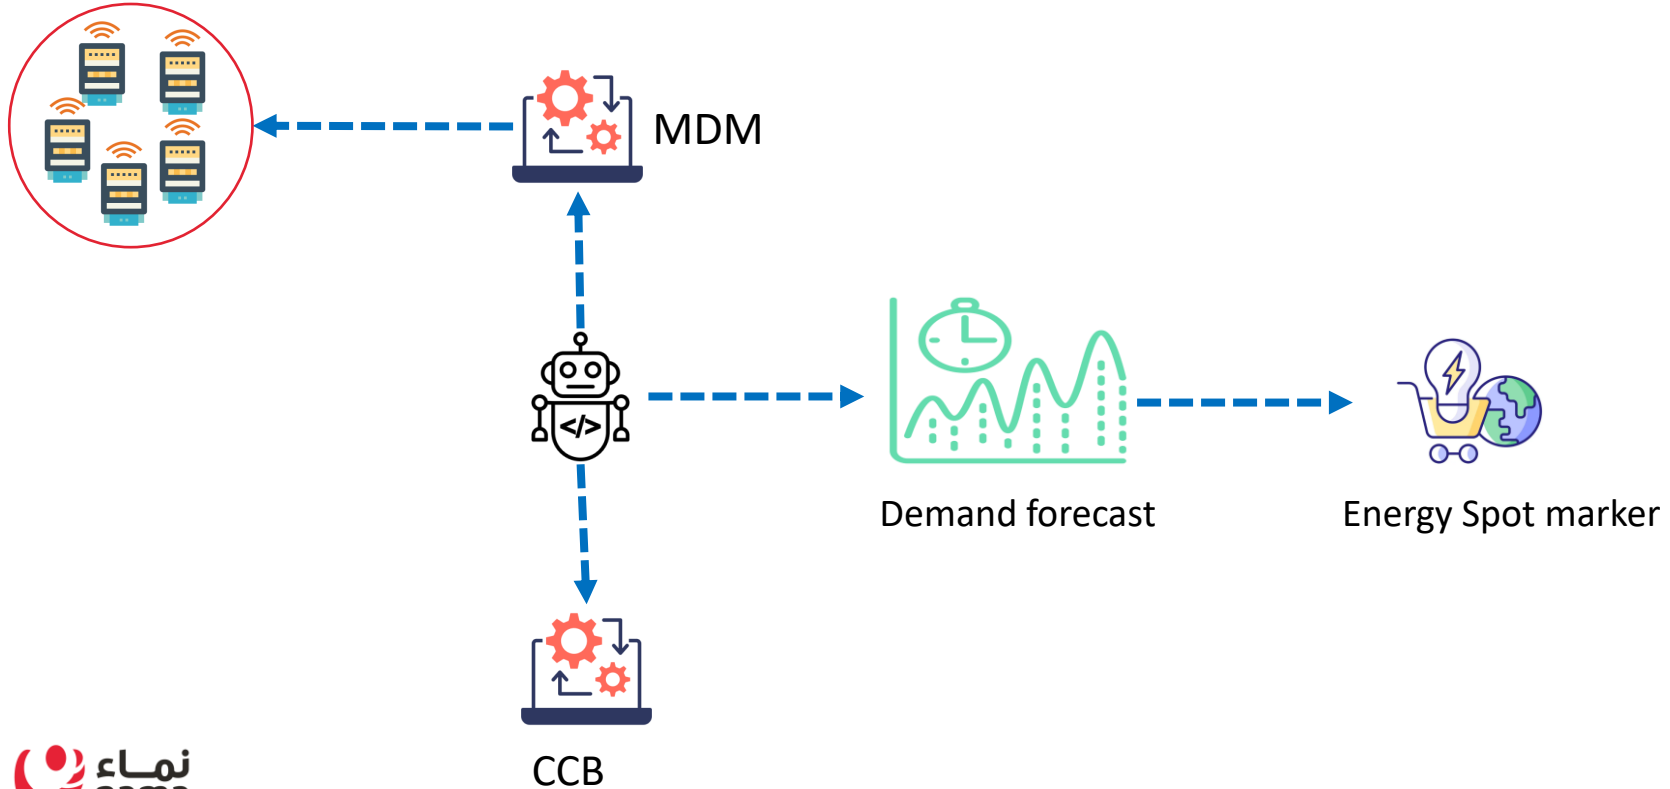 MDM
</>
Demand forecast
Energy Spot marker
CCB
نماء